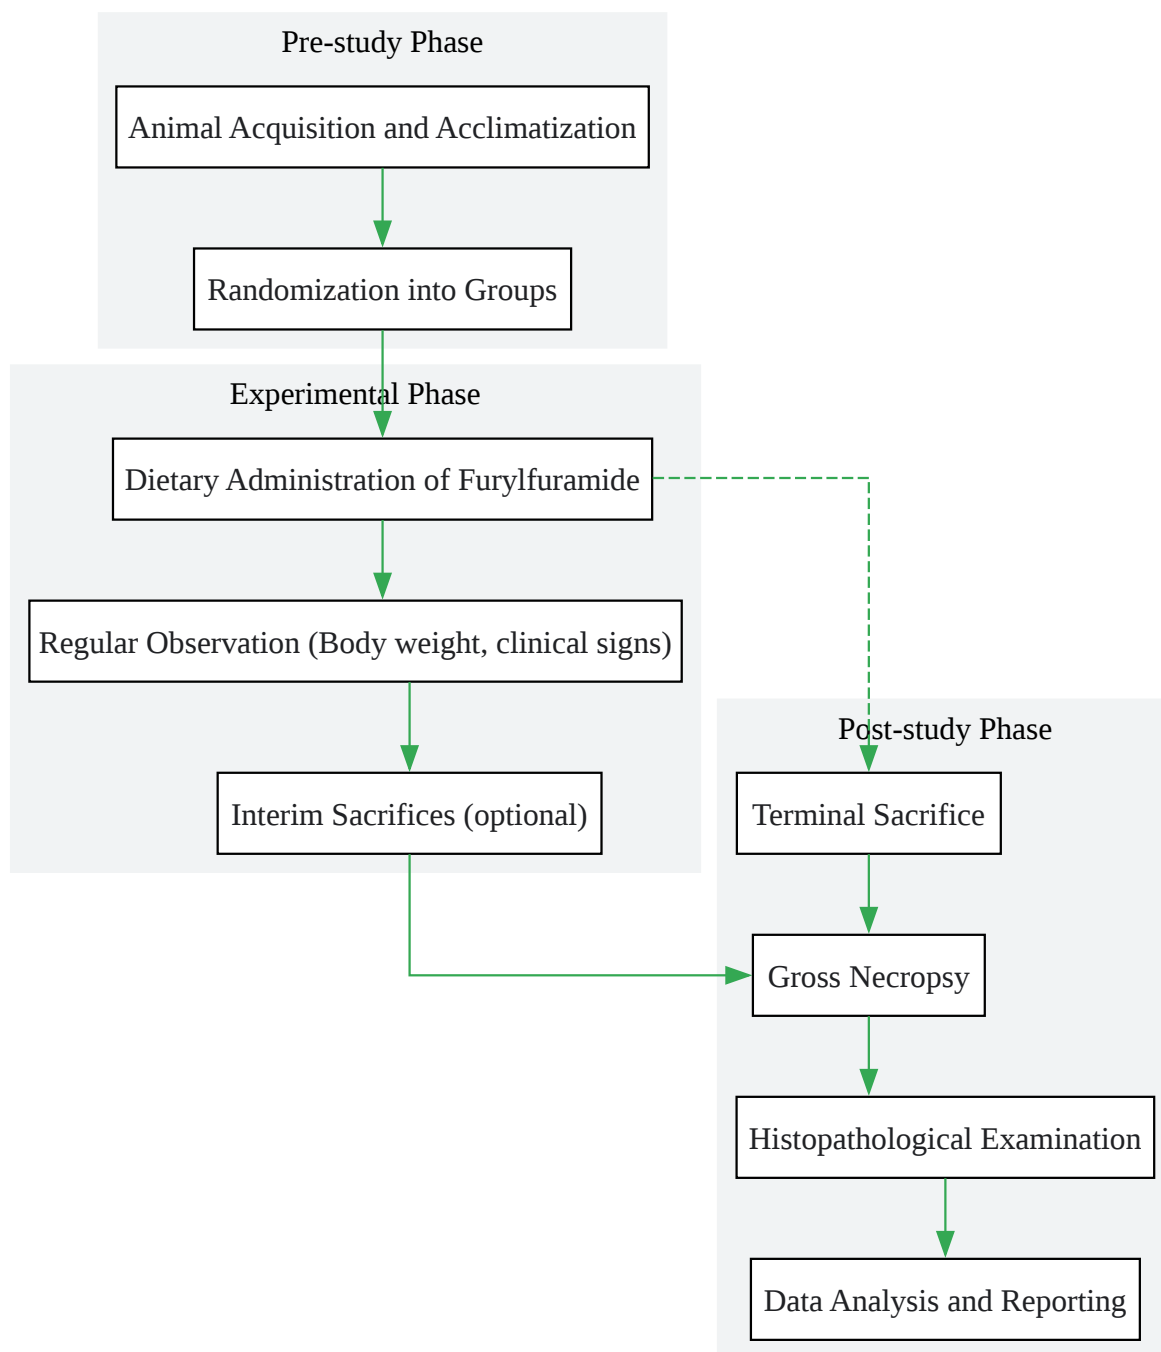 Pre-study Phase
Animal Acquisition and Acclimatization
Randomization into Groups
Experimental Phase
Dietary Administration of Furylfuramide
Regular Observation (Body weight, clinical signs)
Interim Sacrifices (optional)
Post-study Phase
Terminal Sacrifice
Gross Necropsy
Histopathological Examination
Data Analysis and Reporting